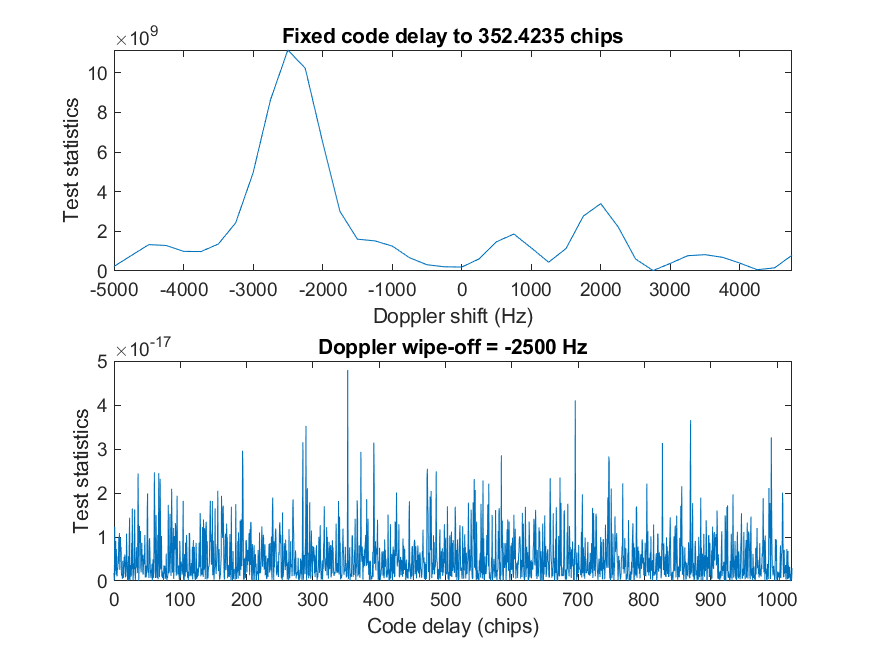 ×10⁹
Fixed code delay to 352.4235 chips
Test statistics
10
8
6
4
2
0
-5000 -4000 -3000 -2000 -1000 0 1000 2000 3000 4000
Doppler shift (Hz)
×10⁻¹⁷
Doppler wipe-off = -2500 Hz
Test statistics
5
4
3
2
1
0
0 100 200 300 400 500 600 700 800 900 1000
Code delay (chips)